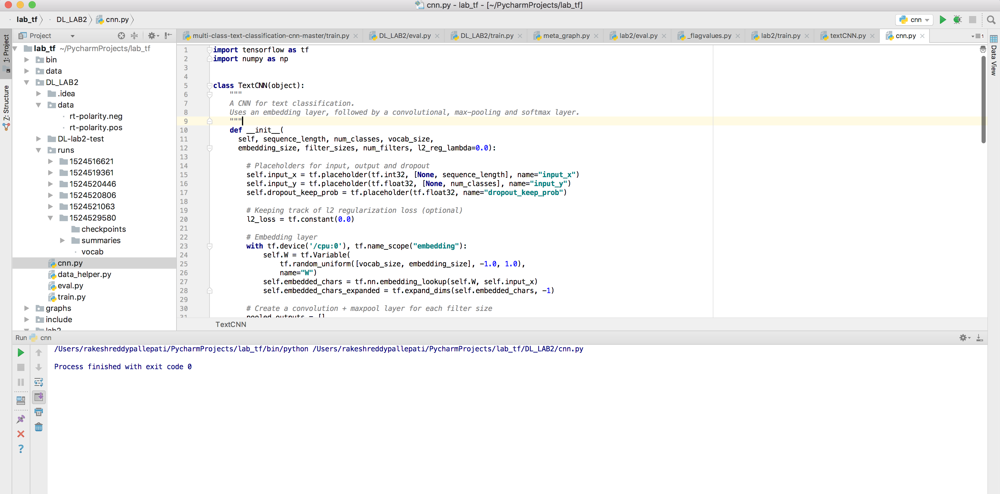 cnn.py - lab_tf - [~/PycharmProjects/lab_tf]
lab_tf DL_LAB2 cnn.py
cnn
1: Project
Z: Structure
Data View
Project
multi-class-text-classification-cnn-master/train.py DL_LAB2/eval.py DL_LAB2/train.py meta_graph.py lab2/eval.py _flagvalues.py lab2/train.py textCNN.py cnn.py
1
lab_tf ~/PycharmProjects/lab_tf
bin
data
DL_LAB2
.idea
data
rt-polarity.neg
rt-polarity.pos
DL-lab2-test
runs
1524516621
1524519361
1524520446
1524520806
1524521063
1524529580
checkpoints
summaries
vocab
cnn.py
data_helper.py
eval.py
train.py
graphs
include
lab2
1 import tensorflow as tf
2 import numpy as np
3
4
5 class TextCNN(object):
6 """
7 A CNN for text classification.
8 Uses an embedding layer, followed by a convolutional, max-pooling and softmax layer.
9 """
10 def __init__(
11 self, sequence_length, num_classes, vocab_size,
12 embedding_size, filter_sizes, num_filters, l2_reg_lambda=0.0):
13
14 # Placeholders for input, output and dropout
15 self.input_x = tf.placeholder(tf.int32, [None, sequence_length], name="input_x")
16 self.input_y = tf.placeholder(tf.float32, [None, num_classes], name="input_y")
17 self.dropout_keep_prob = tf.placeholder(tf.float32, name="dropout_keep_prob")
18
19 # Keeping track of l2 regularization loss (optional)
20 l2_loss = tf.constant(0.0)
21
22 # Embedding layer
23 with tf.device('/cpu:0'), tf.name_scope("embedding"):
24 self.W = tf.Variable(
25 tf.random_uniform([vocab_size, embedding_size], -1.0, 1.0),
26 name="W")
27 self.embedded_chars = tf.nn.embedding_lookup(self.W, self.input_x)
28 self.embedded_chars_expanded = tf.expand_dims(self.embedded_chars, -1)
29
30 # Create a convolution + maxpool layer for each filter size
31 pooled_outputs = []
TextCNN
Run cnn
/Users/rakeshreddypallepati/PycharmProjects/lab_tf/bin/python /Users/rakeshreddypallepati/PycharmProjects/lab_tf/DL_LAB2/cnn.py
Process finished with exit code 0